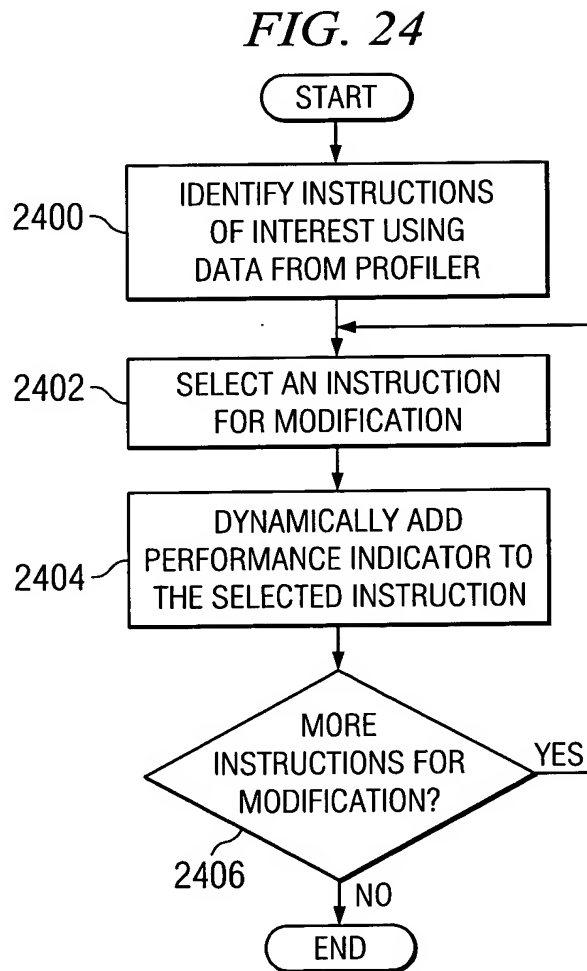 FIG. 24
START
2400
IDENTIFY INSTRUCTIONS
OF INTEREST USING
DATA FROM PROFILER
2402
SELECT AN INSTRUCTION
FOR MODIFICATION
2404
DYNAMICALLY ADD
PERFORMANCE INDICATOR TO
THE SELECTED INSTRUCTION
MORE
INSTRUCTIONS FOR
MODIFICATION?
YES
2406
NO
END